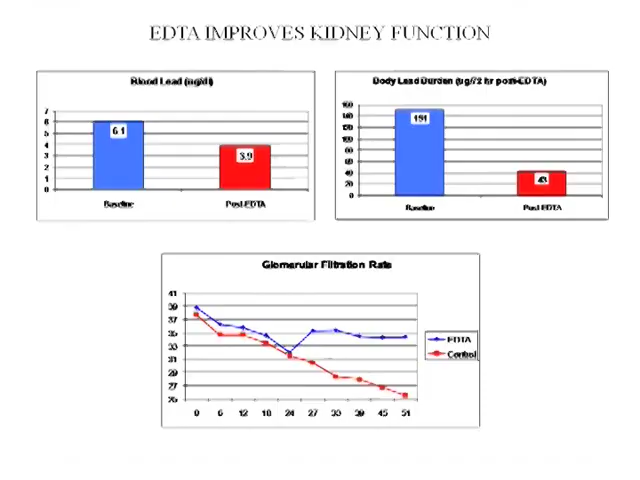 EDTA IMPROVES KIDNEY FUNCTION
Blood Lead (ug/dl)
7
6
5
4
3
2
1
0
6.1
3.9
Baseline
Post-EDTA
Body Lead Burden (ug/72 hr post-EDTA)
160
140
120
100
80
60
40
20
0
151
43
Baseline
Post EDTA
Glomerular Filtration Rate
41
39
37
35
33
31
29
27
25
0 6 12 18 24 27 33 39 45 51
EDTA
Control